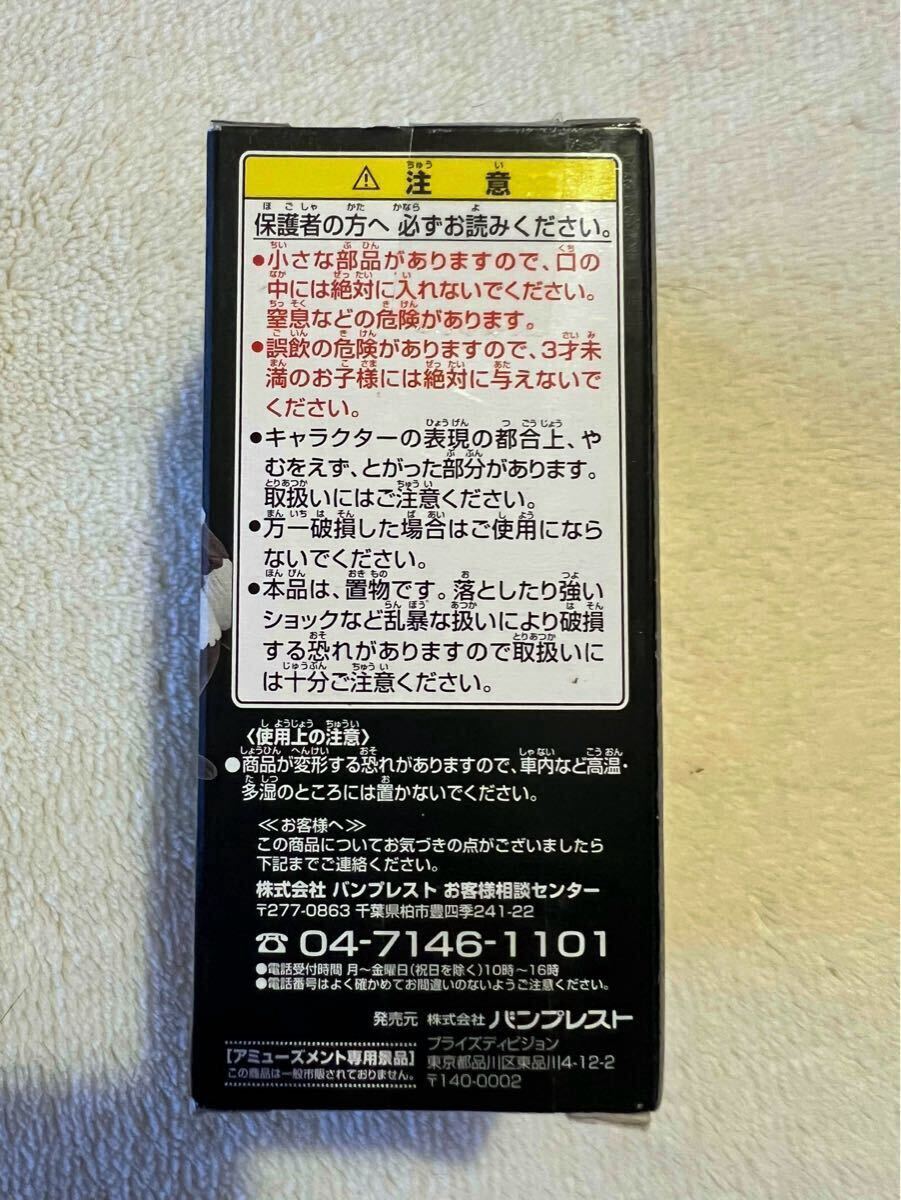 ⚠ 注意
保護者の方へ 必ずお読みください。
●小さな部品がありますので、口の
中には絶対に入れないでください。
窒息などの危険があります。
●誤飲の危険がありますので、3才未
満のお子様には絶対に与えないで
ください。
●キャラクターの表現の都合上、や
むをえず、とがった部分があります。
取扱いにはご注意ください。
●万一破損した場合はご使用になら
ないでください。
●本品は、置物です。落としたり強い
ショックなど乱暴な扱いにより破損
する恐れがありますので取扱いに
は十分ご注意ください。
〈使用上の注意〉
●商品が変形する恐れがありますので、車内など高温・
多湿のところには置かないでください。
≪お客様へ≫
この商品についてお気づきの点がございましたら
下記までご連絡ください。
株式会社 バンプレスト お客様相談センター
〒277-0863 千葉県柏市豊四季241-22
☎ 04-7146-1101
●電話受付時間 月〜金曜日(祝日を除く)10時〜16時
●電話番号はよく確かめてお間違いのないようご注意ください。
発売元 株式会社 バンプレスト
プライズディビジョン
東京都品川区東品川4-12-2
〒140-0002
[アミューズメント専用景品]
この商品は一般市販されておりません。